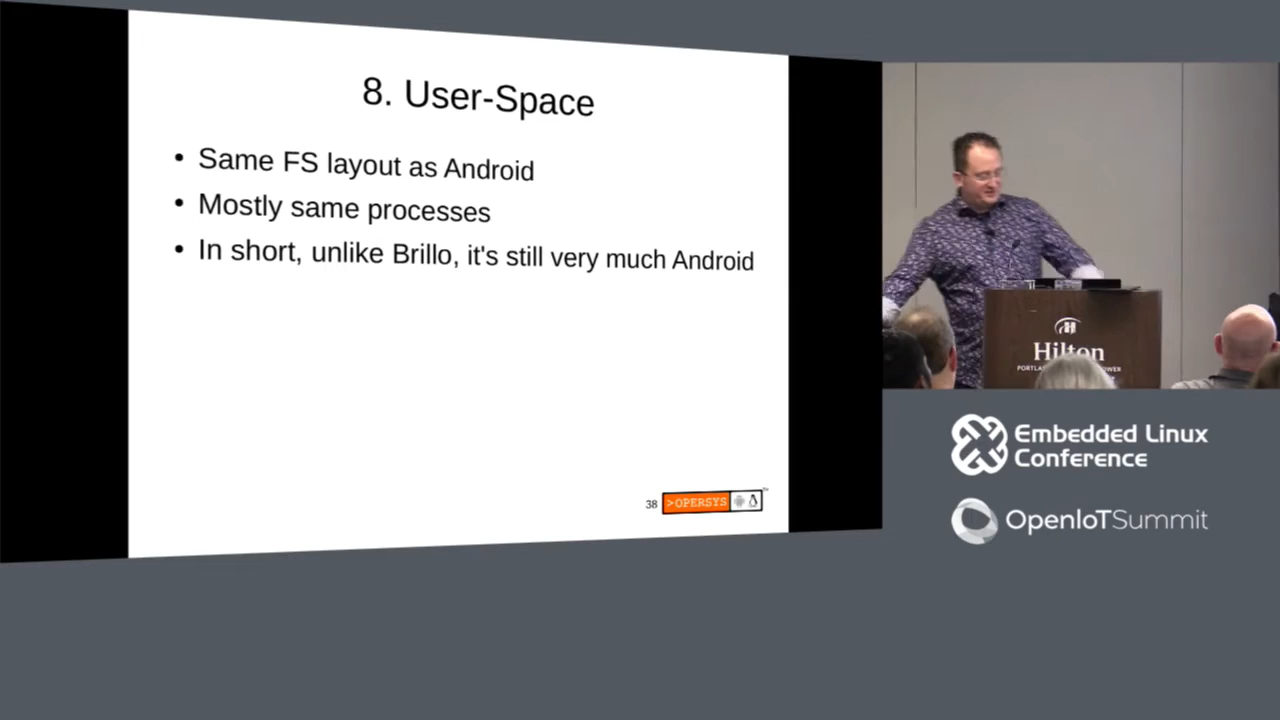 8. User-Space
• Same FS layout as Android
• Mostly same processes
• In short, unlike Brillo, it's still very much Android
38
>OPERSYS
Hilton
Embedded Linux
Conference
OpenIoTSummit